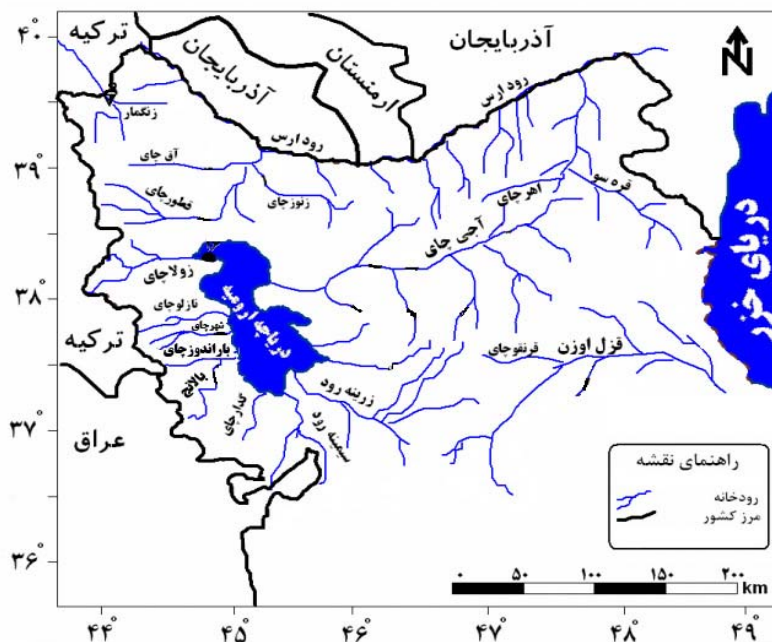 ترکیه
آذربایجان
ارمنستان
آذربایجان
N
۴۰°
۳۹°
۳۸°
۳۷°
۳۶°
زنگمار
رود ارس
رود ارس
آق چای
قطورچای
زنوزچای
اهرچای
قره سو
آجی چای
زولاچای
نازلوچای
شهرچای
باراندوزچای
بالانج
گدارچای
دریاچه ارومیه
دریای خزر
ترکیه
عراق
قرنقوچای
قزل اوزن
زرینه رود
سیمینه رود
راهنمای نقشه
رودخانه
مرز کشور
۰ ۵۰ ۱۰۰ ۱۵۰ ۲۰۰
km
۴۴° ۴۵° ۴۶° ۴۷° ۴۸° ۴۹°